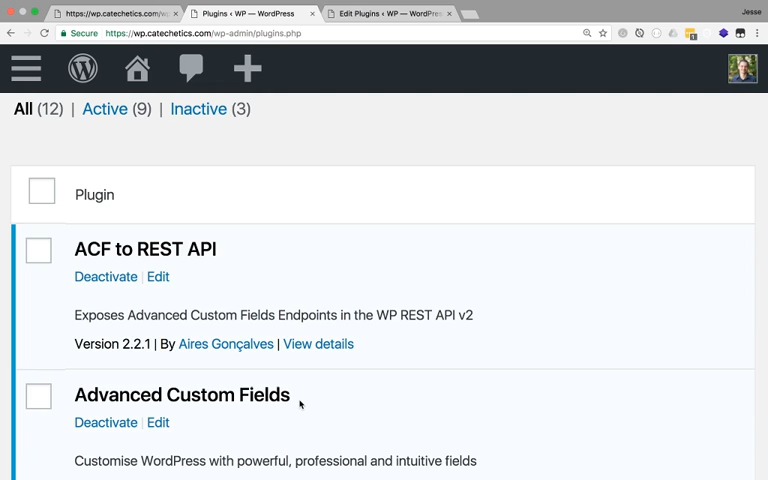 https://wp.catechetics.com/w
Plugins ‹ WP — WordPress
Edit Plugins ‹ WP — WordPres
Jesse
Secure https://wp.catechetics.com/wp-admin/plugins.php
All (12) | Active (9) | Inactive (3)
Plugin
ACF to REST API
Deactivate | Edit
Exposes Advanced Custom Fields Endpoints in the WP REST API v2
Version 2.2.1 | By Aires Gonçalves | View details
Advanced Custom Fields
Deactivate | Edit
Customise WordPress with powerful, professional and intuitive fields